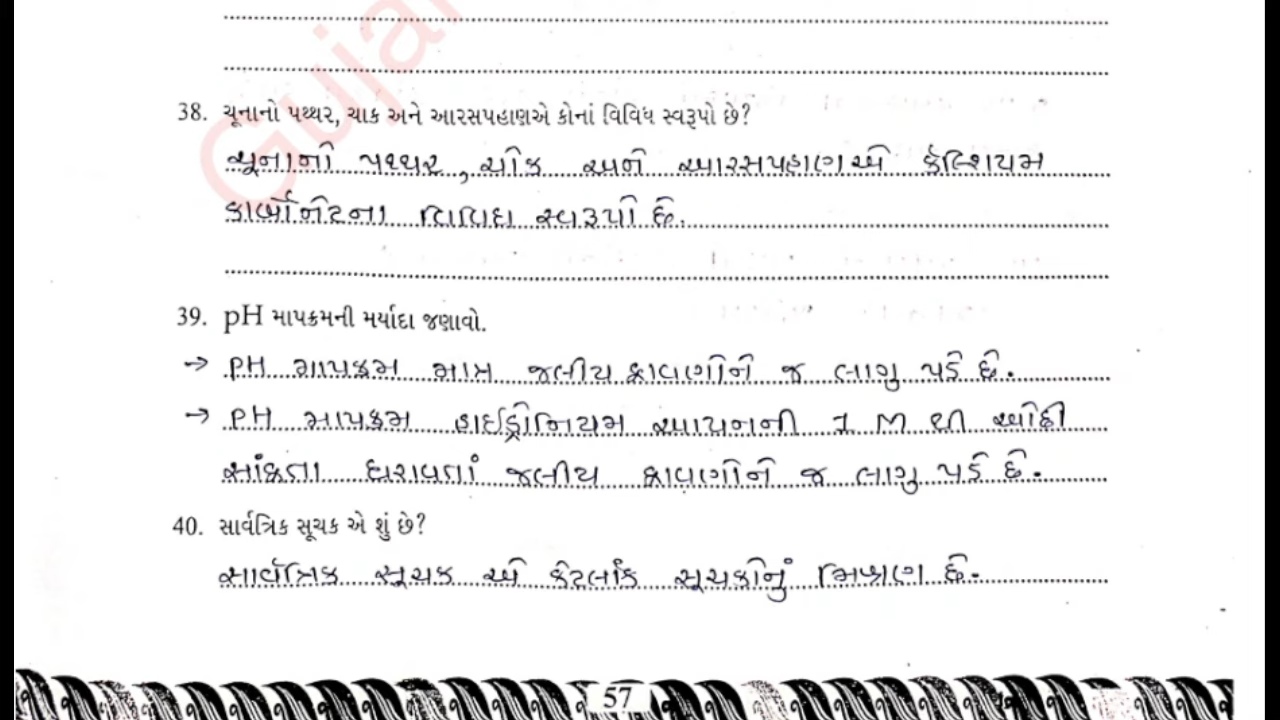 Gujar
38. ચૂનાનો પથ્થર, ચાક અને આરસપહાણએ કોનાં વિવિધ સ્વરૂપો છે?
ચૂનાનો પથ્થર, ચોક અને આરસપહાણ એ કેલ્શિયમ
કાર્બોનેટના વિવિધ સ્વરૂપો છે.
39. pH માપક્રમની મર્યાદા જણાવો.
→ PH માપક્રમ માત્ર જલીય દ્રાવણોને જ લાગુ પડે છે.
→ PH માપક્રમ હાઈડ્રોનિયમ આયનની 1 M થી ઓછી
સાંદ્રતા ધરાવતાં જલીય દ્રાવણોને જ લાગુ પડે છે.
40. સાર્વત્રિક સૂચક એ શું છે?
સાર્વત્રિક સૂચક એ કેટલાંક સૂચકોનું મિશ્રણ છે.
57